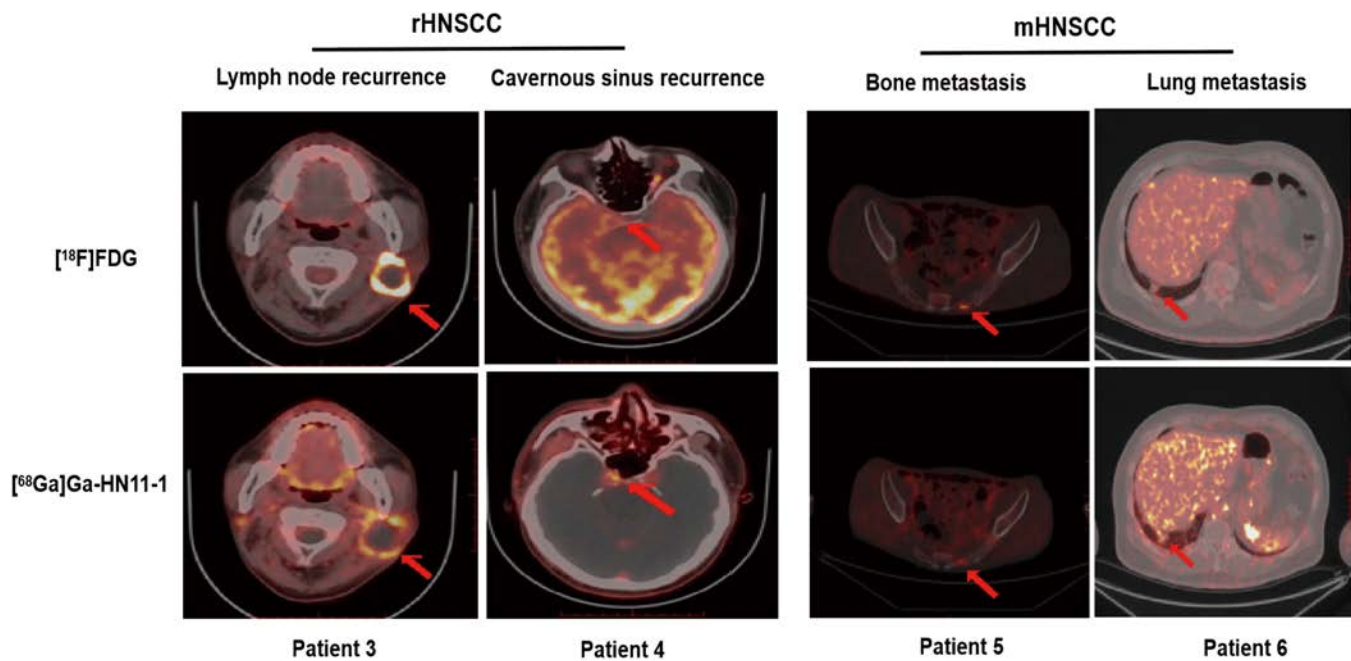 rHNSCC
mHNSCC
Lymph node recurrence
Cavernous sinus recurrence
Bone metastasis
Lung metastasis
[¹⁸F]FDG
[⁶⁸Ga]Ga-HN11-1
Patient 3
Patient 4
Patient 5
Patient 6